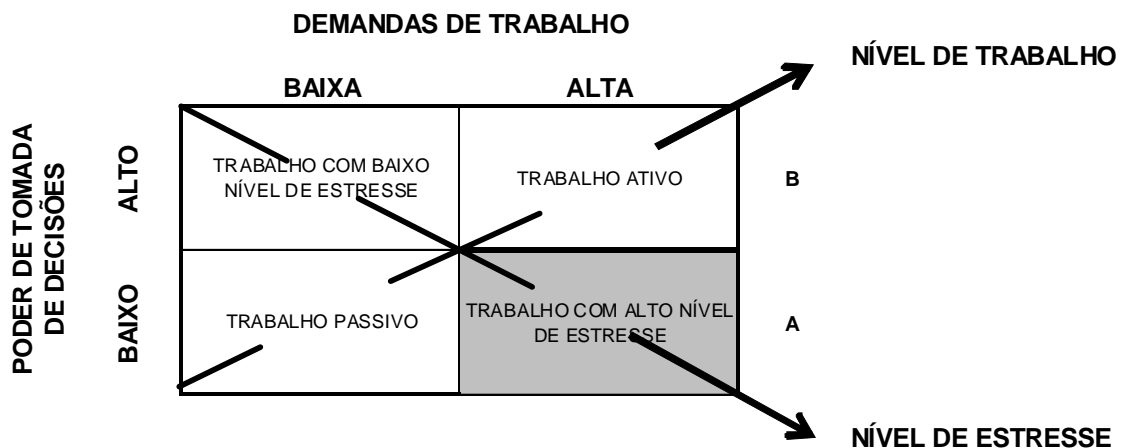 DEMANDAS DE TRABALHO
NÍVEL DE TRABALHO
BAIXA
ALTA
PODER DE TOMADA
DE DECISÕES
ALTO
TRABALHO COM BAIXO
NÍVEL DE ESTRESSE
TRABALHO ATIVO
B
BAIXO
TRABALHO PASSIVO
TRABALHO COM ALTO NÍVEL
DE ESTRESSE
A
NÍVEL DE ESTRESSE